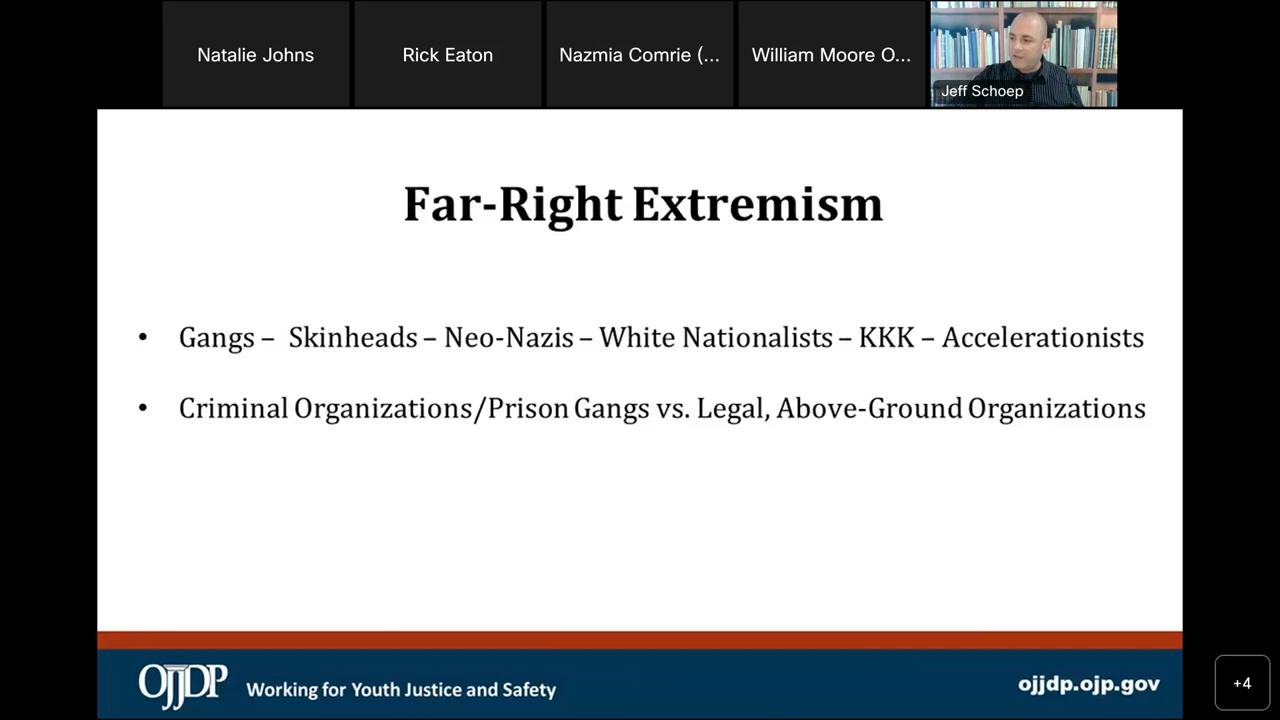 Natalie Johns
Rick Eaton
Nazmia Comrie (...
William Moore O...
Jeff Schoep
Far-Right Extremism
• Gangs – Skinheads – Neo-Nazis – White Nationalists – KKK – Accelerationists
• Criminal Organizations/Prison Gangs vs. Legal, Above-Ground Organizations
OJJDP Working for Youth Justice and Safety
ojjdp.ojp.gov
+4